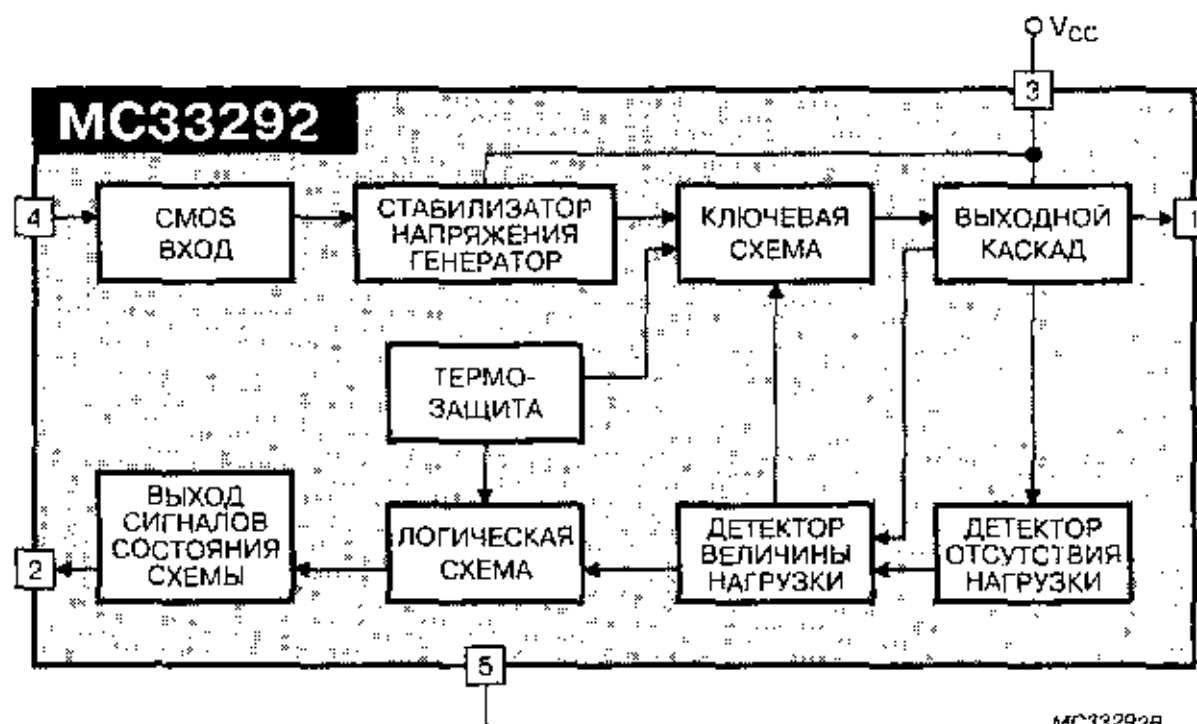 VCC
3
MC33292
4
CMOS
ВХОД
СТАБИЛИЗАТОР
НАПРЯЖЕНИЯ
ГЕНЕРАТОР
КЛЮЧЕВАЯ
СХЕМА
ВЫХОДНОЙ
КАСКАД
1
ТЕРМО-
ЗАЩИТА
ВЫХОД
СИГНАЛОВ
СОСТОЯНИЯ
СХЕМЫ
2
ЛОГИЧЕСКАЯ
СХЕМА
ДЕТЕКТОР
ВЕЛИЧИНЫ
НАГРУЗКИ
ДЕТЕКТОР
ОТСУТСТВИЯ
НАГРУЗКИ
5